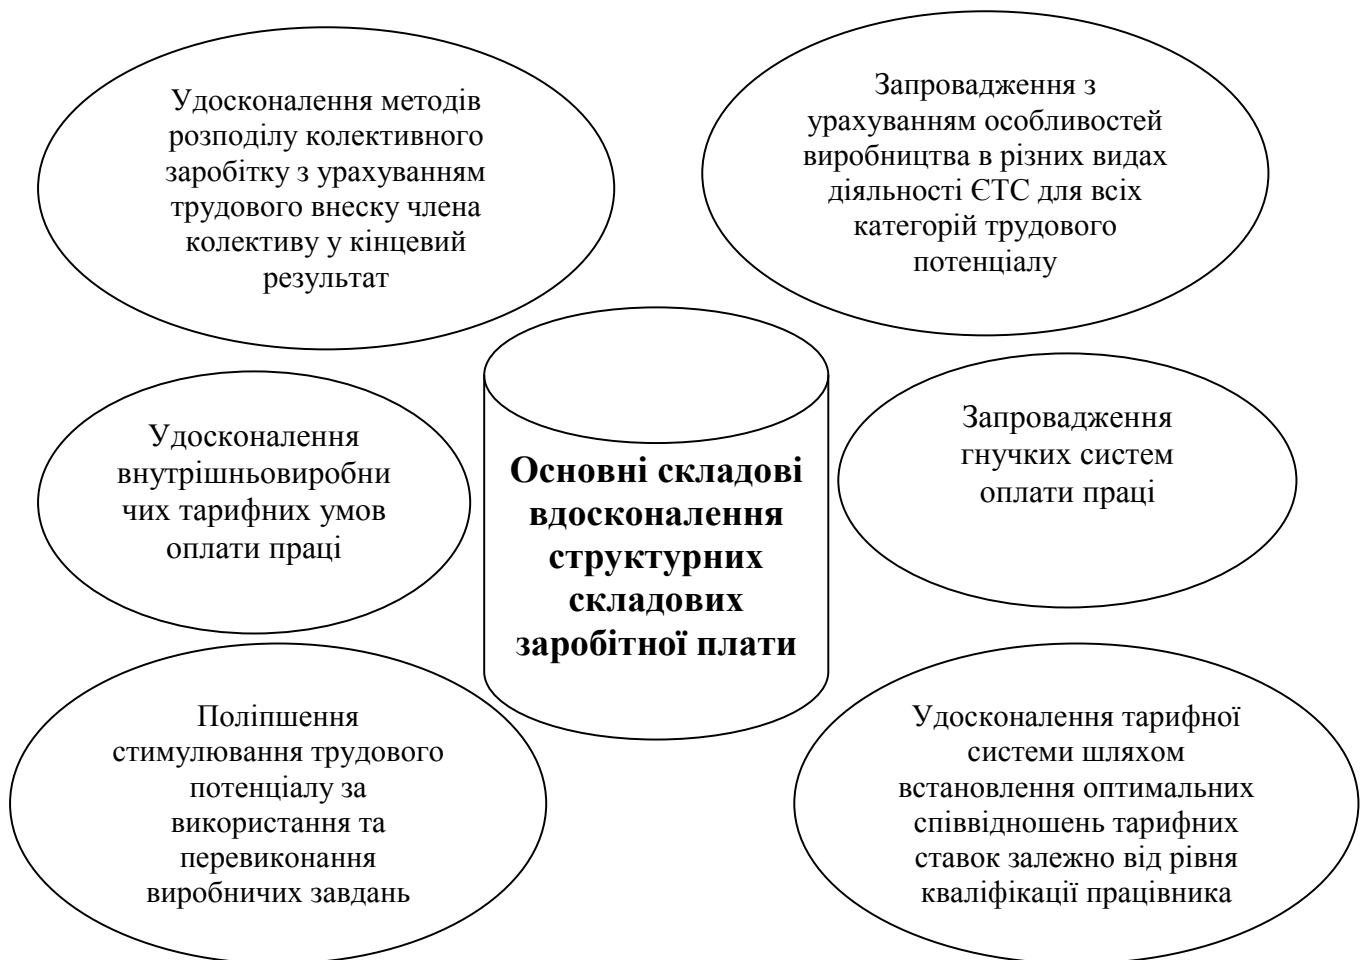 Удосконалення методів
розподілу колективного
заробітку з урахуванням
трудового внеску члена
колективу у кінцевий
результат
Запровадження з
урахуванням особливостей
виробництва в різних видах
діяльності ЄТС для всіх
категорій трудового
потенціалу
Удосконалення
внутрішньовиробни
чих тарифних умов
оплати праці
Основні складові
вдосконалення
структурних
складових
заробітної плати
Запровадження
гнучких систем
оплати праці
Поліпшення
стимулювання трудового
потенціалу за
використання та
перевиконання
виробничих завдань
Удосконалення тарифної
системи шляхом
встановлення оптимальних
співвідношень тарифних
ставок залежно від рівня
кваліфікації працівника